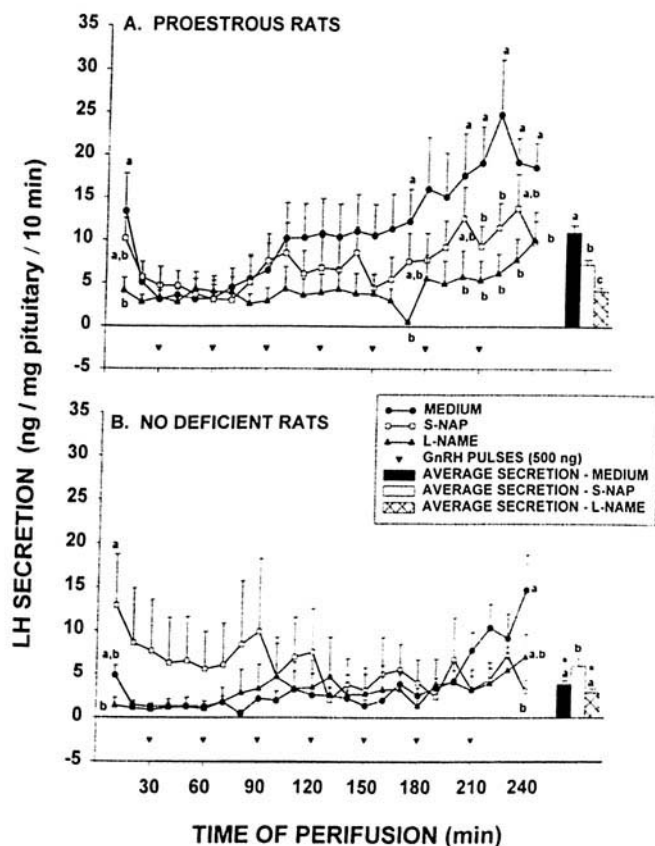 A. PROESTROUS RATS
35
30
25
20
15
10
5
0
-5
a
a,b
b
a
a,b
b
a
a,b
b
a
b
b
a
b
b
a
a,b
b
a
b
a
b
c
B. NO DEFICIENT RATS
MEDIUM
S-NAP
L-NAME
GnRH PULSES (500 ng)
AVERAGE SECRETION - MEDIUM
AVERAGE SECRETION - S-NAP
AVERAGE SECRETION - L-NAME
35
30
25
20
15
10
5
0
-5
a
a,b
b
a
a,b
b
*
a
b
*
a
30 60 90 120 150 180 210 240
LH SECRETION (ng / mg pituitary / 10 min)
TIME OF PERIFUSION (min)